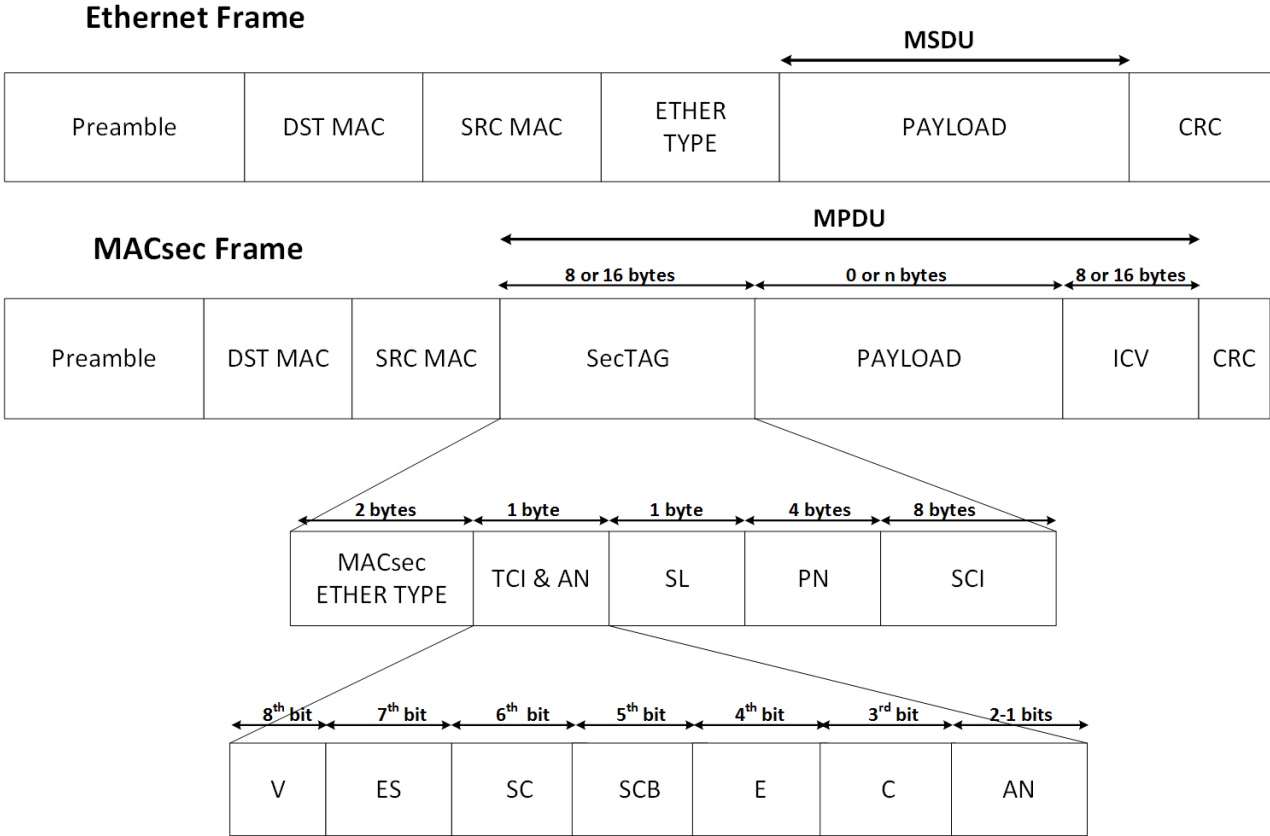 Ethernet Frame
MSDU
Preamble
DST MAC
SRC MAC
ETHER
TYPE
PAYLOAD
CRC
MPDU
MACsec Frame
8 or 16 bytes
0 or n bytes
8 or 16 bytes
Preamble
DST MAC
SRC MAC
SecTAG
PAYLOAD
ICV
CRC
2 bytes
1 byte
1 byte
4 bytes
8 bytes
MACsec
ETHER TYPE
TCI & AN
SL
PN
SCI
8th bit
7th bit
6th bit
5th bit
4th bit
3rd bit
2-1 bits
V
ES
SC
SCB
E
C
AN